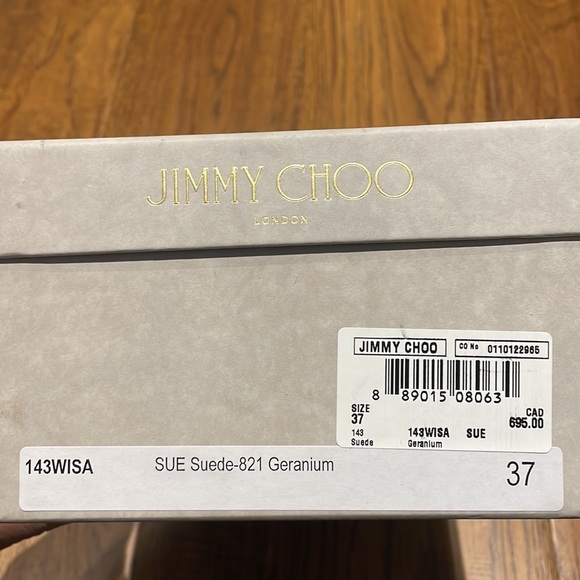 JIMMY CHOO
LONDON
JIMMY CHOO CO No 0110122965
8 89015 08063
SIZE
37
CAD
695.00
143 143WISA SUE
Suede Geranium
143WISA SUE Suede-821 Geranium 37